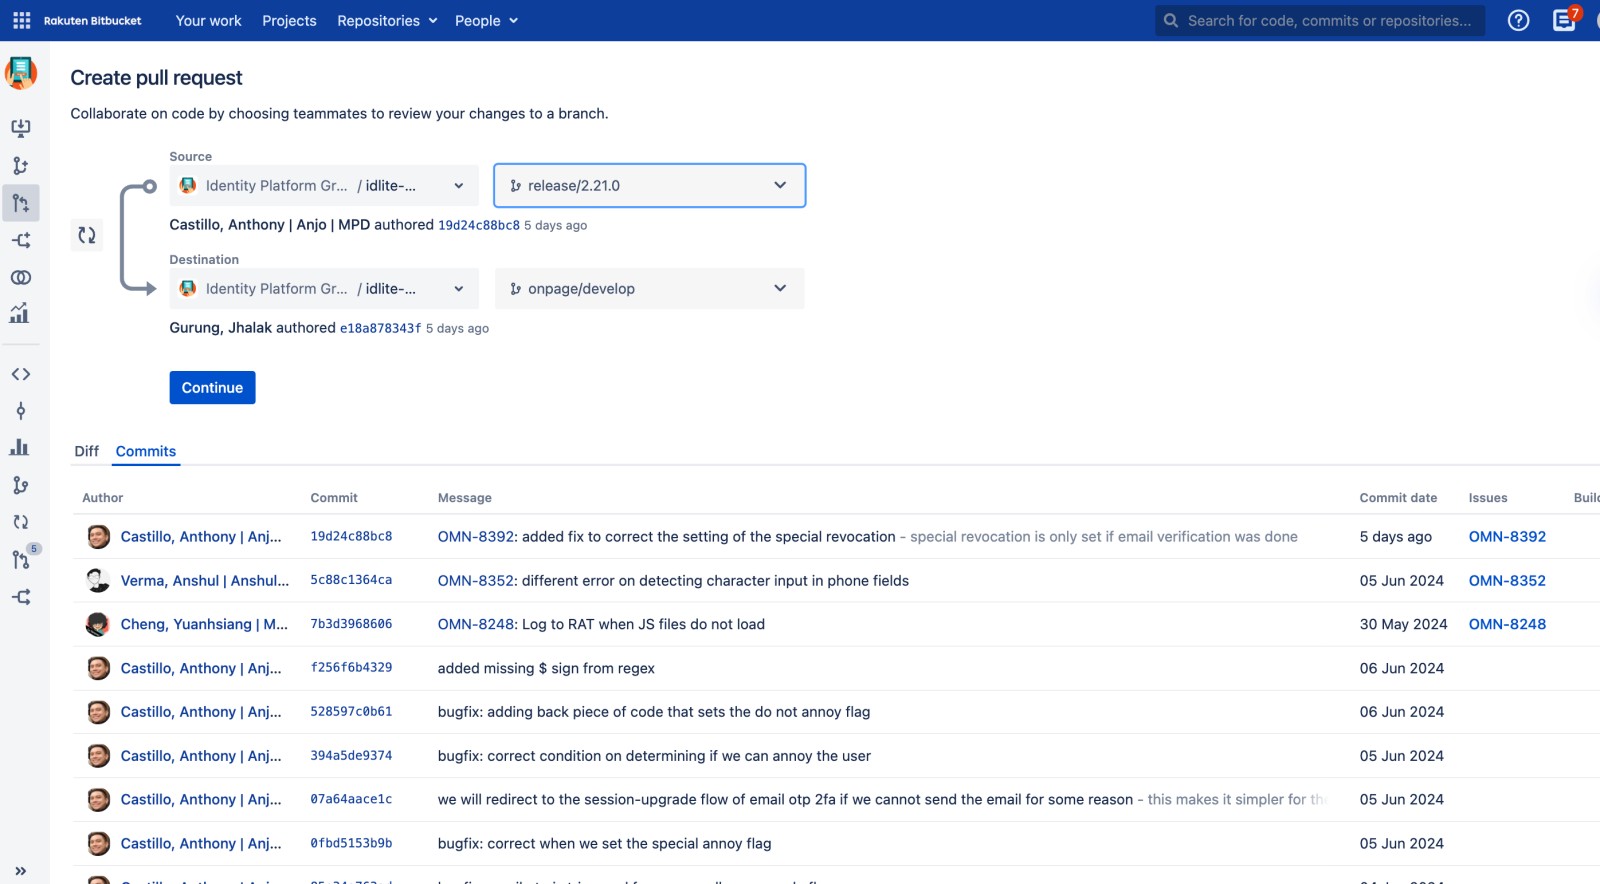 Rakuten Bitbucket Your work Projects Repositories People Search for code, commits or repositories... 7
Create pull request
Collaborate on code by choosing teammates to review your changes to a branch.
Source
Identity Platform Gr... / idlite-... release/2.21.0
Castillo, Anthony | Anjo | MPD authored 19d24c88bc8 5 days ago
Destination
Identity Platform Gr... / idlite-... onpage/develop
Gurung, Jhalak authored e18a878343f 5 days ago
Continue
Diff Commits
Author Commit Message Commit date Issues Build
Castillo, Anthony | Anj... 19d24c88bc8 OMN-8392: added fix to correct the setting of the special revocation - special revocation is only set if email verification was done 5 days ago OMN-8392
Verma, Anshul | Anshul... 5c88c1364ca OMN-8352: different error on detecting character input in phone fields 05 Jun 2024 OMN-8352
5
Cheng, Yuanhsiang | M... 7b3d3968606 OMN-8248: Log to RAT when JS files do not load 30 May 2024 OMN-8248
Castillo, Anthony | Anj... f256f6b4329 added missing $ sign from regex 06 Jun 2024
Castillo, Anthony | Anj... 528597c0b61 bugfix: adding back piece of code that sets the do not annoy flag 06 Jun 2024
Castillo, Anthony | Anj... 394a5de9374 bugfix: correct condition on determining if we can annoy the user 05 Jun 2024
Castillo, Anthony | Anj... 07a64aace1c we will redirect to the session-upgrade flow of email otp 2fa if we cannot send the email for some reason - this makes it simpler for the 05 Jun 2024
Castillo, Anthony | Anj... 0fbd5153b9b bugfix: correct when we set the special annoy flag 05 Jun 2024